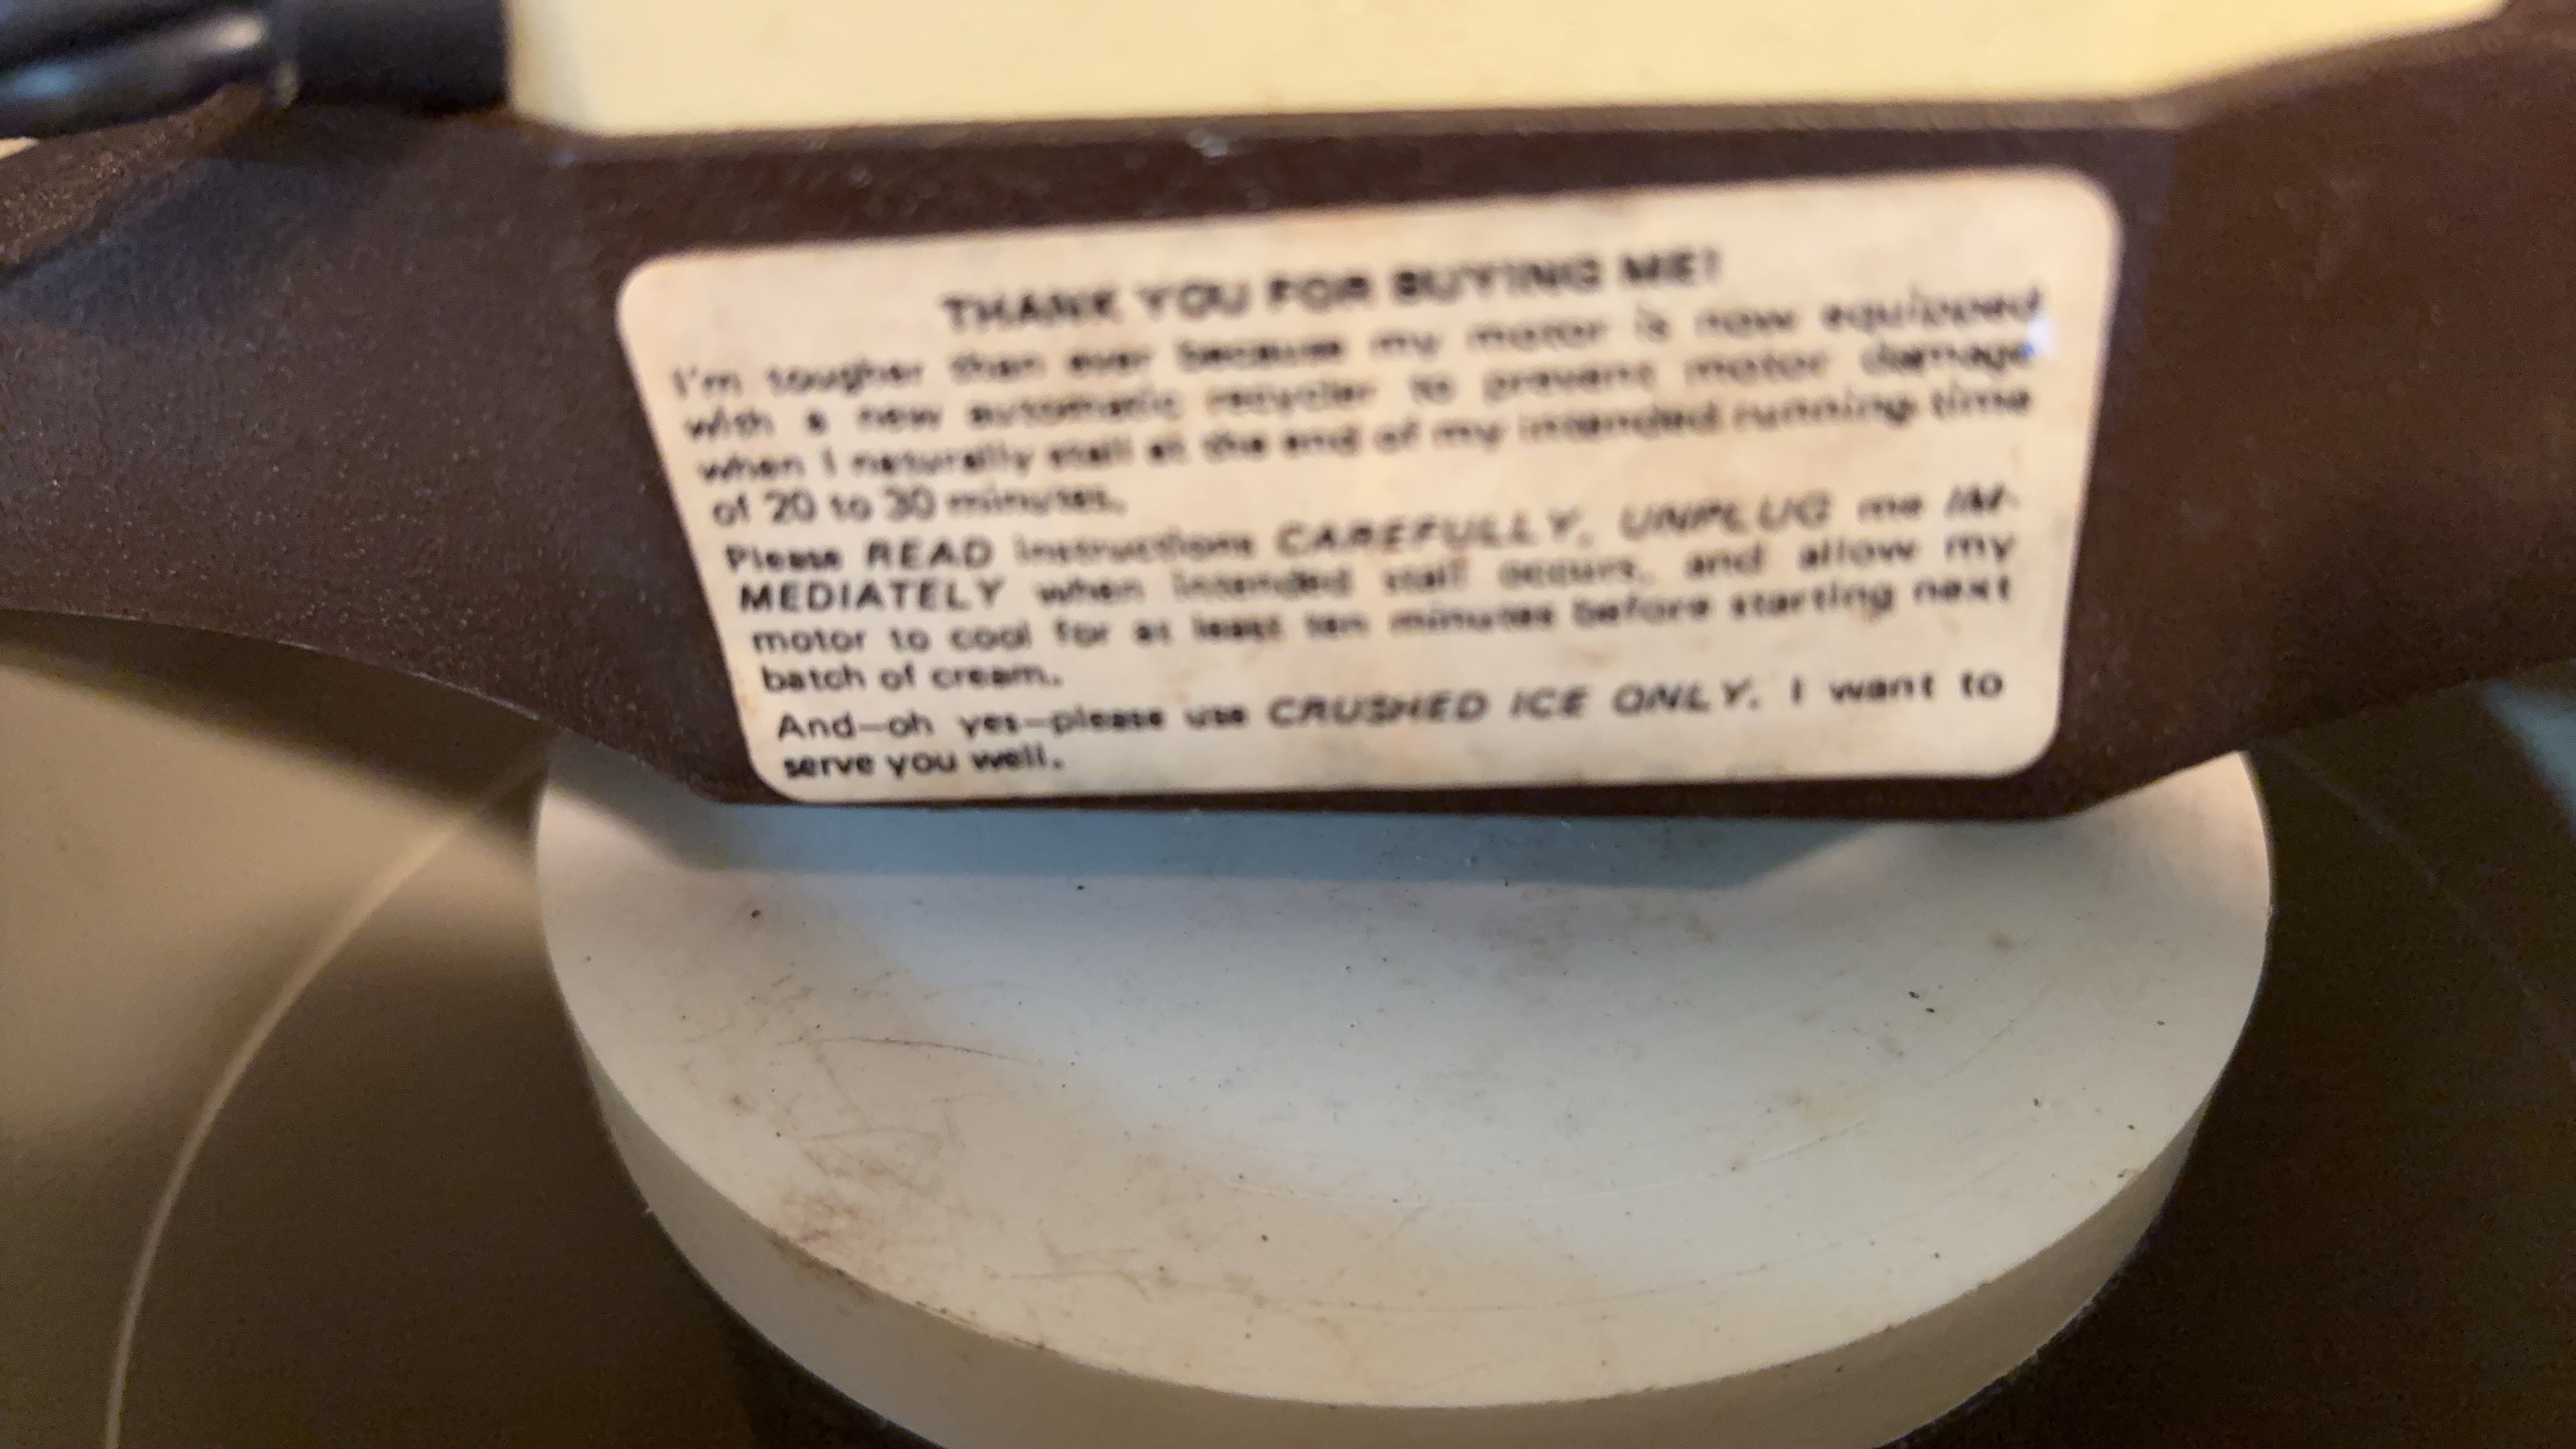 THANK YOU FOR BUYING ME!
I'm tougher than ever because my motor is now equipped
with a new automatic recycler to prevent motor damage
when I naturally stall at the end of my intended running time
of 20 to 30 minutes.
Please READ instructions CAREFULLY, UNPLUG me IM-
MEDIATELY when intended stall occurs, and allow my
motor to cool for at least ten minutes before starting next
batch of cream.
And—oh yes—please use CRUSHED ICE ONLY. I want to
serve you well.